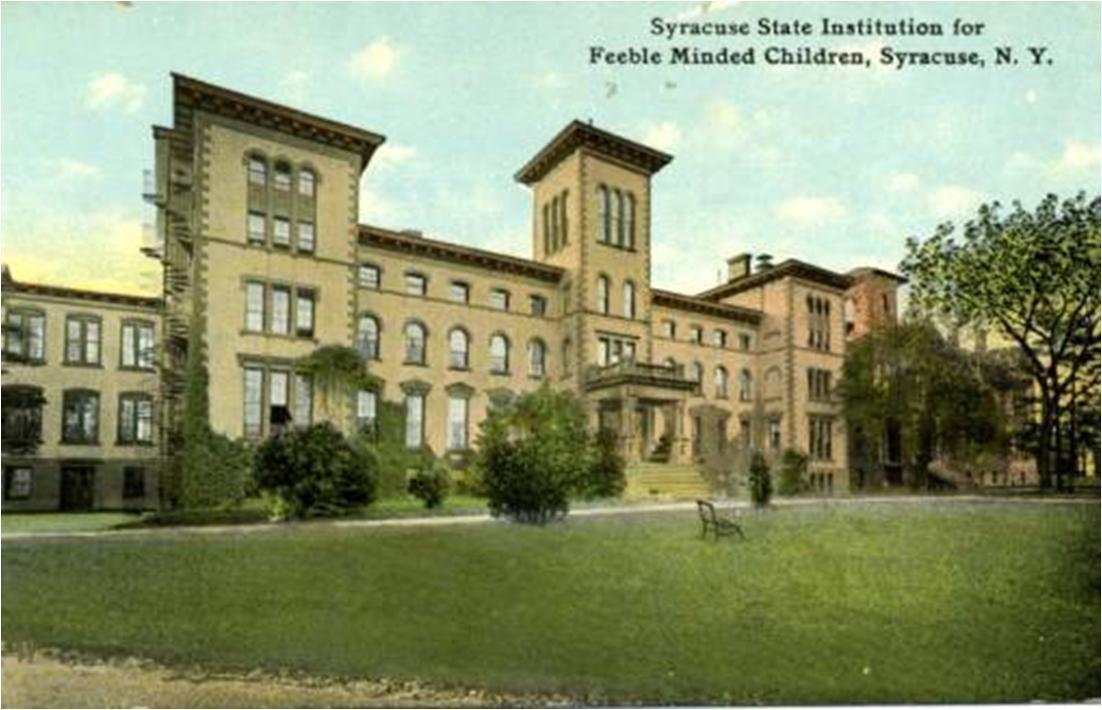 Syracuse State Institution for
Feeble Minded Children, Syracuse, N. Y.